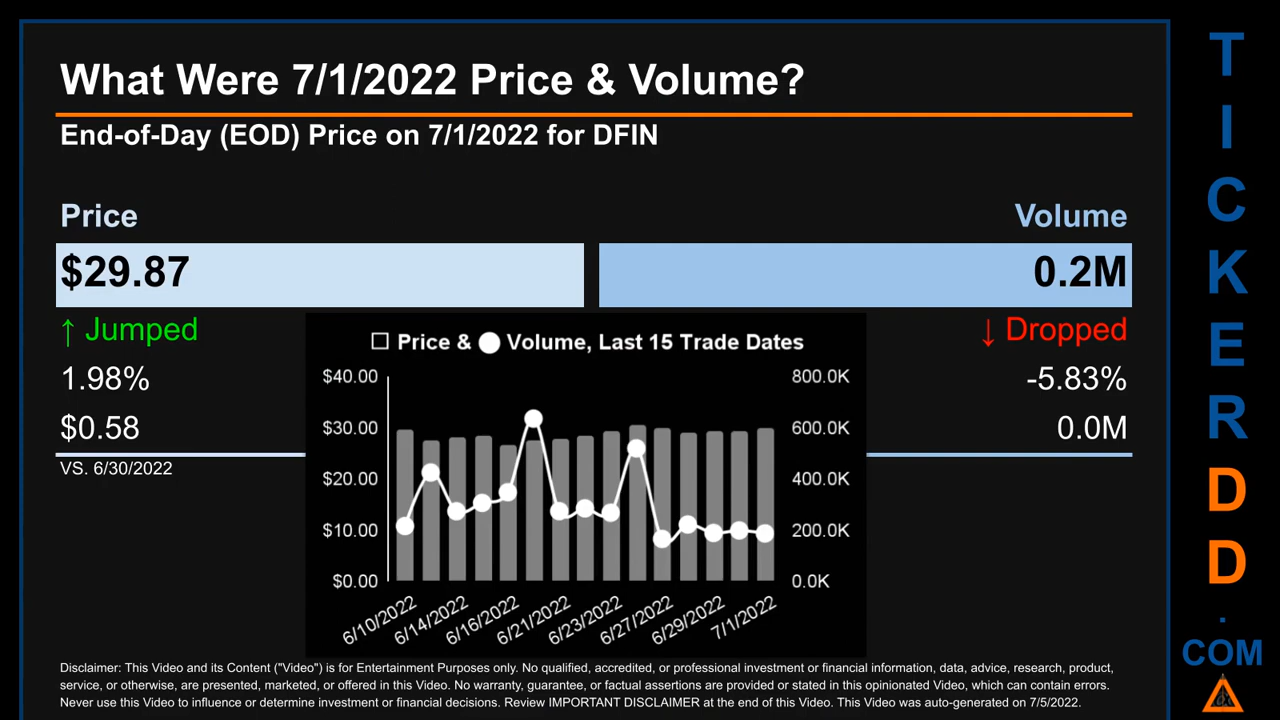 What Were 7/1/2022 Price & Volume?
End-of-Day (EOD) Price on 7/1/2022 for DFIN
Price
Volume
$29.87
0.2M
↑ Jumped
↓ Dropped
1.98%
-5.83%
$0.58
0.0M
VS. 6/30/2022
Price & Volume, Last 15 Trade Dates
$40.00
$30.00
$20.00
$10.00
$0.00
800.0K
600.0K
400.0K
200.0K
0.0K
6/10/2022
6/14/2022
6/16/2022
6/21/2022
6/23/2022
6/27/2022
6/29/2022
7/1/2022
Disclaimer: This Video and its Content ("Video") is for Entertainment Purposes only. No qualified, accredited, or professional investment or financial information, data, advice, research, product,
service, or otherwise, are presented, marketed, or offered in this Video. No warranty, guarantee, or factual assertions are provided or stated in this opinionated Video, which can contain errors.
Never use this Video to influence or determine investment or financial decisions. Review IMPORTANT DISCLAIMER at the end of this Video. This Video was auto-generated on 7/5/2022.
T
I
C
K
E
R
D
D
.
COM